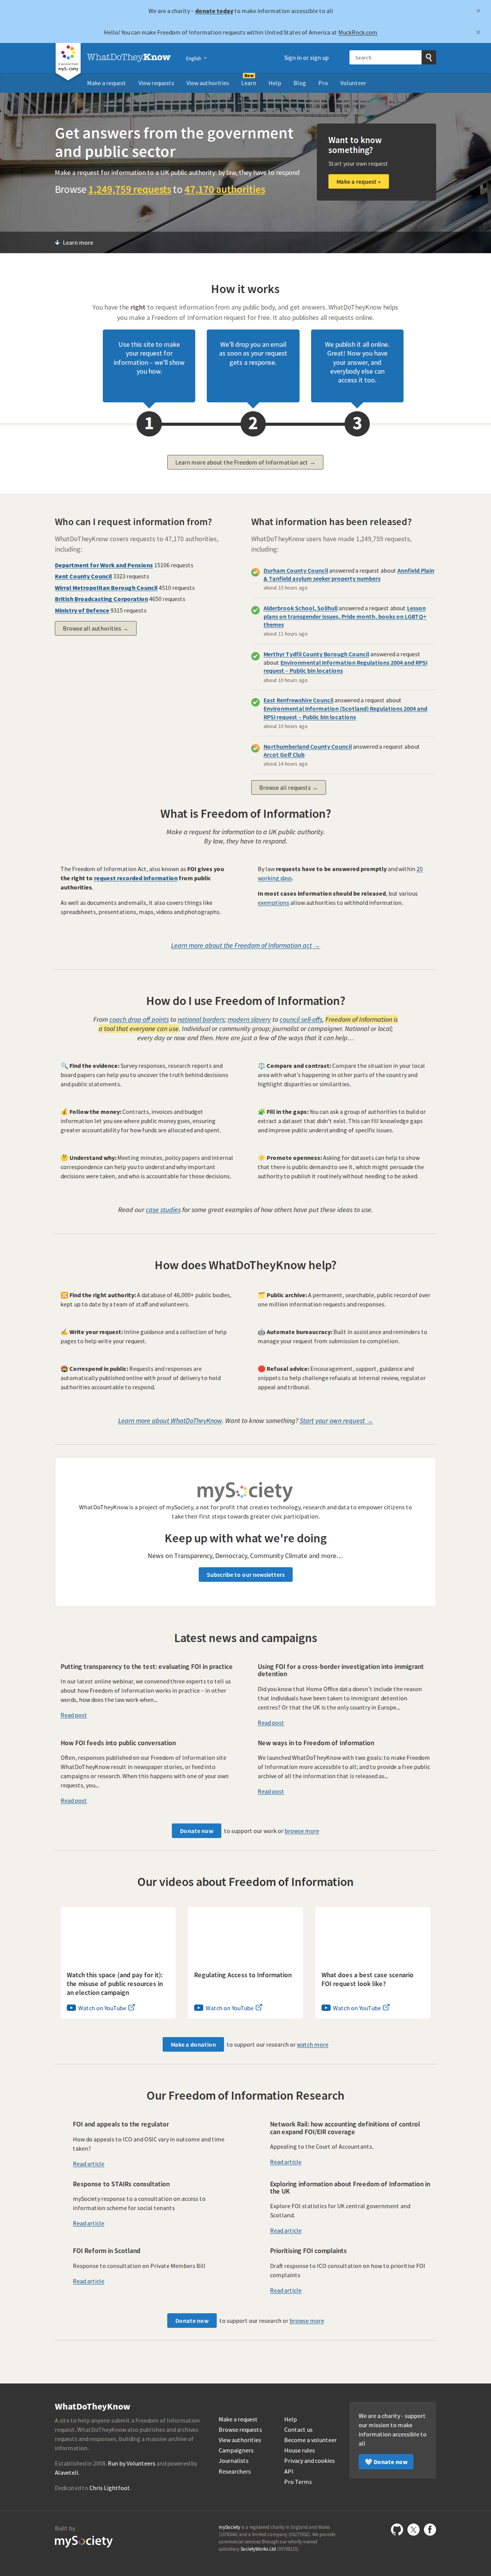 We are a charity – donate today to make information accessible to all
×
Hello! You can make Freedom of Information requests within United States of America at MuckRock.com
×
A service from
mySociety
WhatDoTheyKnow
English
Sign in or sign up
Search
Make a request
View requests
View authorities
New
Learn
Help
Blog
Pro
Volunteer
Get answers from the government
and public sector
Make a request for information to a UK public authority: by law, they have to respond
Browse 1,249,759 requests to 47,170 authorities
Want to know
something?
Start your own request
Make a request »
Learn more
How it works
You have the right to request information from any public body, and get answers. WhatDoTheyKnow helps
you make a Freedom of Information request for free. It also publishes all requests online.
Use this site to make
your request for
information – we'll show
you how.
We'll drop you an email
as soon as your request
gets a response.
We publish it all online.
Great! Now you have
your answer, and
everybody else can
access it too.
1
2
3
Learn more about the Freedom of Information act →
Who can I request information from?
WhatDoTheyKnow covers requests to 47,170 authorities,
including:
Department for Work and Pensions 15106 requests
Kent County Council 3323 requests
Wirral Metropolitan Borough Council 4510 requests
British Broadcasting Corporation 4650 requests
Ministry of Defence 9315 requests
Browse all authorities →
What information has been released?
WhatDoTheyKnow users have made 1,249,759 requests,
including:
Durham County Council answered a request about Annfield Plain
& Tanfield asylum seeker property numbers
about 10 hours ago
Alderbrook School, Solihull answered a request about Lesson
plans on transgender issues, Pride month, books on LGBTQ+
themes
about 11 hours ago
Merthyr Tydfil County Borough Council answered a request
about Environmental Information Regulations 2004 and RPSI
request – Public bin locations
about 10 hours ago
East Renfrewshire Council answered a request about
Environmental Information (Scotland) Regulations 2004 and
RPSI request – Public bin locations
about 10 hours ago
Northumberland County Council answered a request about
Arcot Golf Club
about 14 hours ago
Browse all requests →
What is Freedom of Information?
Make a request for information to a UK public authority.
By law, they have to respond.
The Freedom of Information Act, also known as FOI gives you
the right to request recorded information from public
authorities.
As well as documents and emails, it also covers things like
spreadsheets, presentations, maps, videos and photographs.
By law requests have to be answered promptly and within 20
working days.
In most cases information should be released, but various
exemptions allow authorities to withhold information.
Learn more about the Freedom of Information act →
How do I use Freedom of Information?
From coach drop off points to national borders; modern slavery to council sell-offs, Freedom of Information is
a tool that everyone can use. Individual or community group; journalist or campaigner. National or local;
every day or now and then. Here are just a few of the ways that it can help…
🔍 Find the evidence: Survey responses, research reports and
board papers can help you to uncover the truth behind decisions
and public statements.
⚖️ Compare and contrast: Compare the situation in your local
area with what's happening in other parts of the country and
highlight disparities or similarities.
💰 Follow the money: Contracts, invoices and budget
information let you see where public money goes, ensuring
greater accountability for how funds are allocated and spent.
🧩 Fill in the gaps: You can ask a group of authorities to build or
extract a dataset that didn't exist. This can fill knowledge gaps
and improve public understanding of specific issues.
🤔 Understand why: Meeting minutes, policy papers and internal
correspondence can help you to understand why important
decisions were taken, and who is accountable for those decisions.
☀️ Promote openness: Asking for datasets can help to show
that there is public demand to see it, which might persuade the
authority to publish it routinely without needing to be asked.
Read our case studies for some great examples of how others have put these ideas to use.
How does WhatDoTheyKnow help?
🔀 Find the right authority: A database of 46,000+ public bodies,
kept up to date by a team of staff and volunteers.
🗂️ Public archive: A permanent, searchable, public record of over
one million information requests and responses.
✍️ Write your request: Inline guidance and a collection of help
pages to help write your request.
🤖 Automate bureaucracy: Built in assistance and reminders to
manage your request from submission to completion.
📮 Correspond in public: Requests and responses are
automatically published online with proof of delivery to hold
authorities accountable to respond.
🛑 Refusal advice: Encouragement, support, guidance and
snippets to help challenge refusals at internal review, regulator
appeal and tribunal.
Learn more about WhatDoTheyKnow. Want to know something? Start your own request →
mySociety
WhatDoTheyKnow is a project of mySociety, a not for profit that creates technology, research and data to empower citizens to
take their first steps towards greater civic participation.
Keep up with what we're doing
News on Transparency, Democracy, Community Climate and more…
Subscribe to our newsletters
Latest news and campaigns
Putting transparency to the test: evaluating FOI in practice
In our latest online webinar, we convened three experts to tell us
about how Freedom of Information works in practice – in other
words, how does the law work when...
Read post
Using FOI for a cross-border investigation into immigrant
detention
Did you know that Home Office data doesn't include the reason
that individuals have been taken to immigrant detention
centres? Or that the UK is the only country in Europe...
Read post
How FOI feeds into public conversation
Often, responses published on our Freedom of Information site
WhatDoTheyKnow result in newspaper stories, or feed into
campaigns or research. When this happens with one of your own
requests, you...
Read post
New ways in to Freedom of Information
We launched WhatDoTheyKnow with two goals: to make Freedom
of Information more accessible to all; and to provide a free public
archive of all the information that is released as...
Read post
Donate now to support our work or browse more
Our videos about Freedom of Information
Watch this space (and pay for it):
the misuse of public resources in
an election campaign
Watch on YouTube
Regulating Access to Information
Watch on YouTube
What does a best case scenario
FOI request look like?
Watch on YouTube
Make a donation to support our research or watch more
Our Freedom of Information Research
FOI and appeals to the regulator
How do appeals to ICO and OSIC vary in outcome and time
taken?
Read article
Network Rail: how accounting definitions of control
can expand FOI/EIR coverage
Appealing to the Court of Accountants.
Read article
Response to STAIRs consultation
mySociety response to a consultation on access to
information scheme for social tenants
Read article
Exploring information about Freedom of Information in
the UK
Explore FOI statistics for UK central government and
Scotland.
Read article
FOI Reform in Scotland
Response to consultation on Private Members Bill
Read article
Prioritising FOI complaints
Draft response to ICO consultation on how to prioritise FOI
complaints
Read article
Donate now to support our research or browse more
WhatDoTheyKnow
A site to help anyone submit a Freedom of Information
request. WhatDoTheyKnow also publishes and archives
requests and responses, building a massive archive of
information.
Established in 2008. Run by Volunteers and powered by
Alaveteli.
Dedicated to Chris Lightfoot.
Make a request
Browse requests
View authorities
Campaigners
Journalists
Researchers
Help
Contact us
Become a volunteer
House rules
Privacy and cookies
API
Pro Terms
We are a charity - support
our mission to make
information accessible to
all
🤍 Donate now
Built by
mySociety
mySociety is a registered charity in England and Wales
(1076346) and a limited company (03277032). We provide
commercial services through our wholly owned
subsidiary SocietyWorks Ltd (05798215).